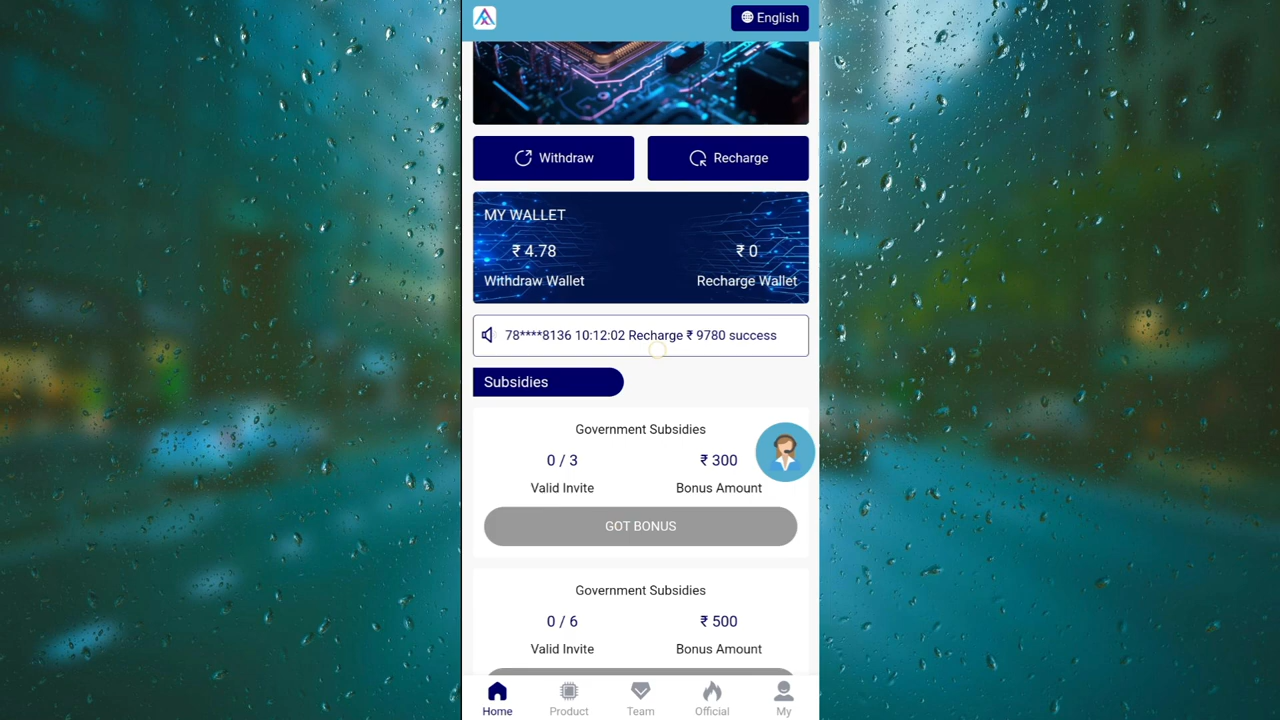 English
Withdraw
Recharge
MY WALLET
₹ 4.78
₹ 0
Withdraw Wallet
Recharge Wallet
78****8136 10:12:02 Recharge ₹ 9780 success
Subsidies
Government Subsidies
0 / 3
₹ 300
Valid Invite
Bonus Amount
GOT BONUS
Government Subsidies
0 / 6
₹ 500
Valid Invite
Bonus Amount
Home
Product
Team
Official
My